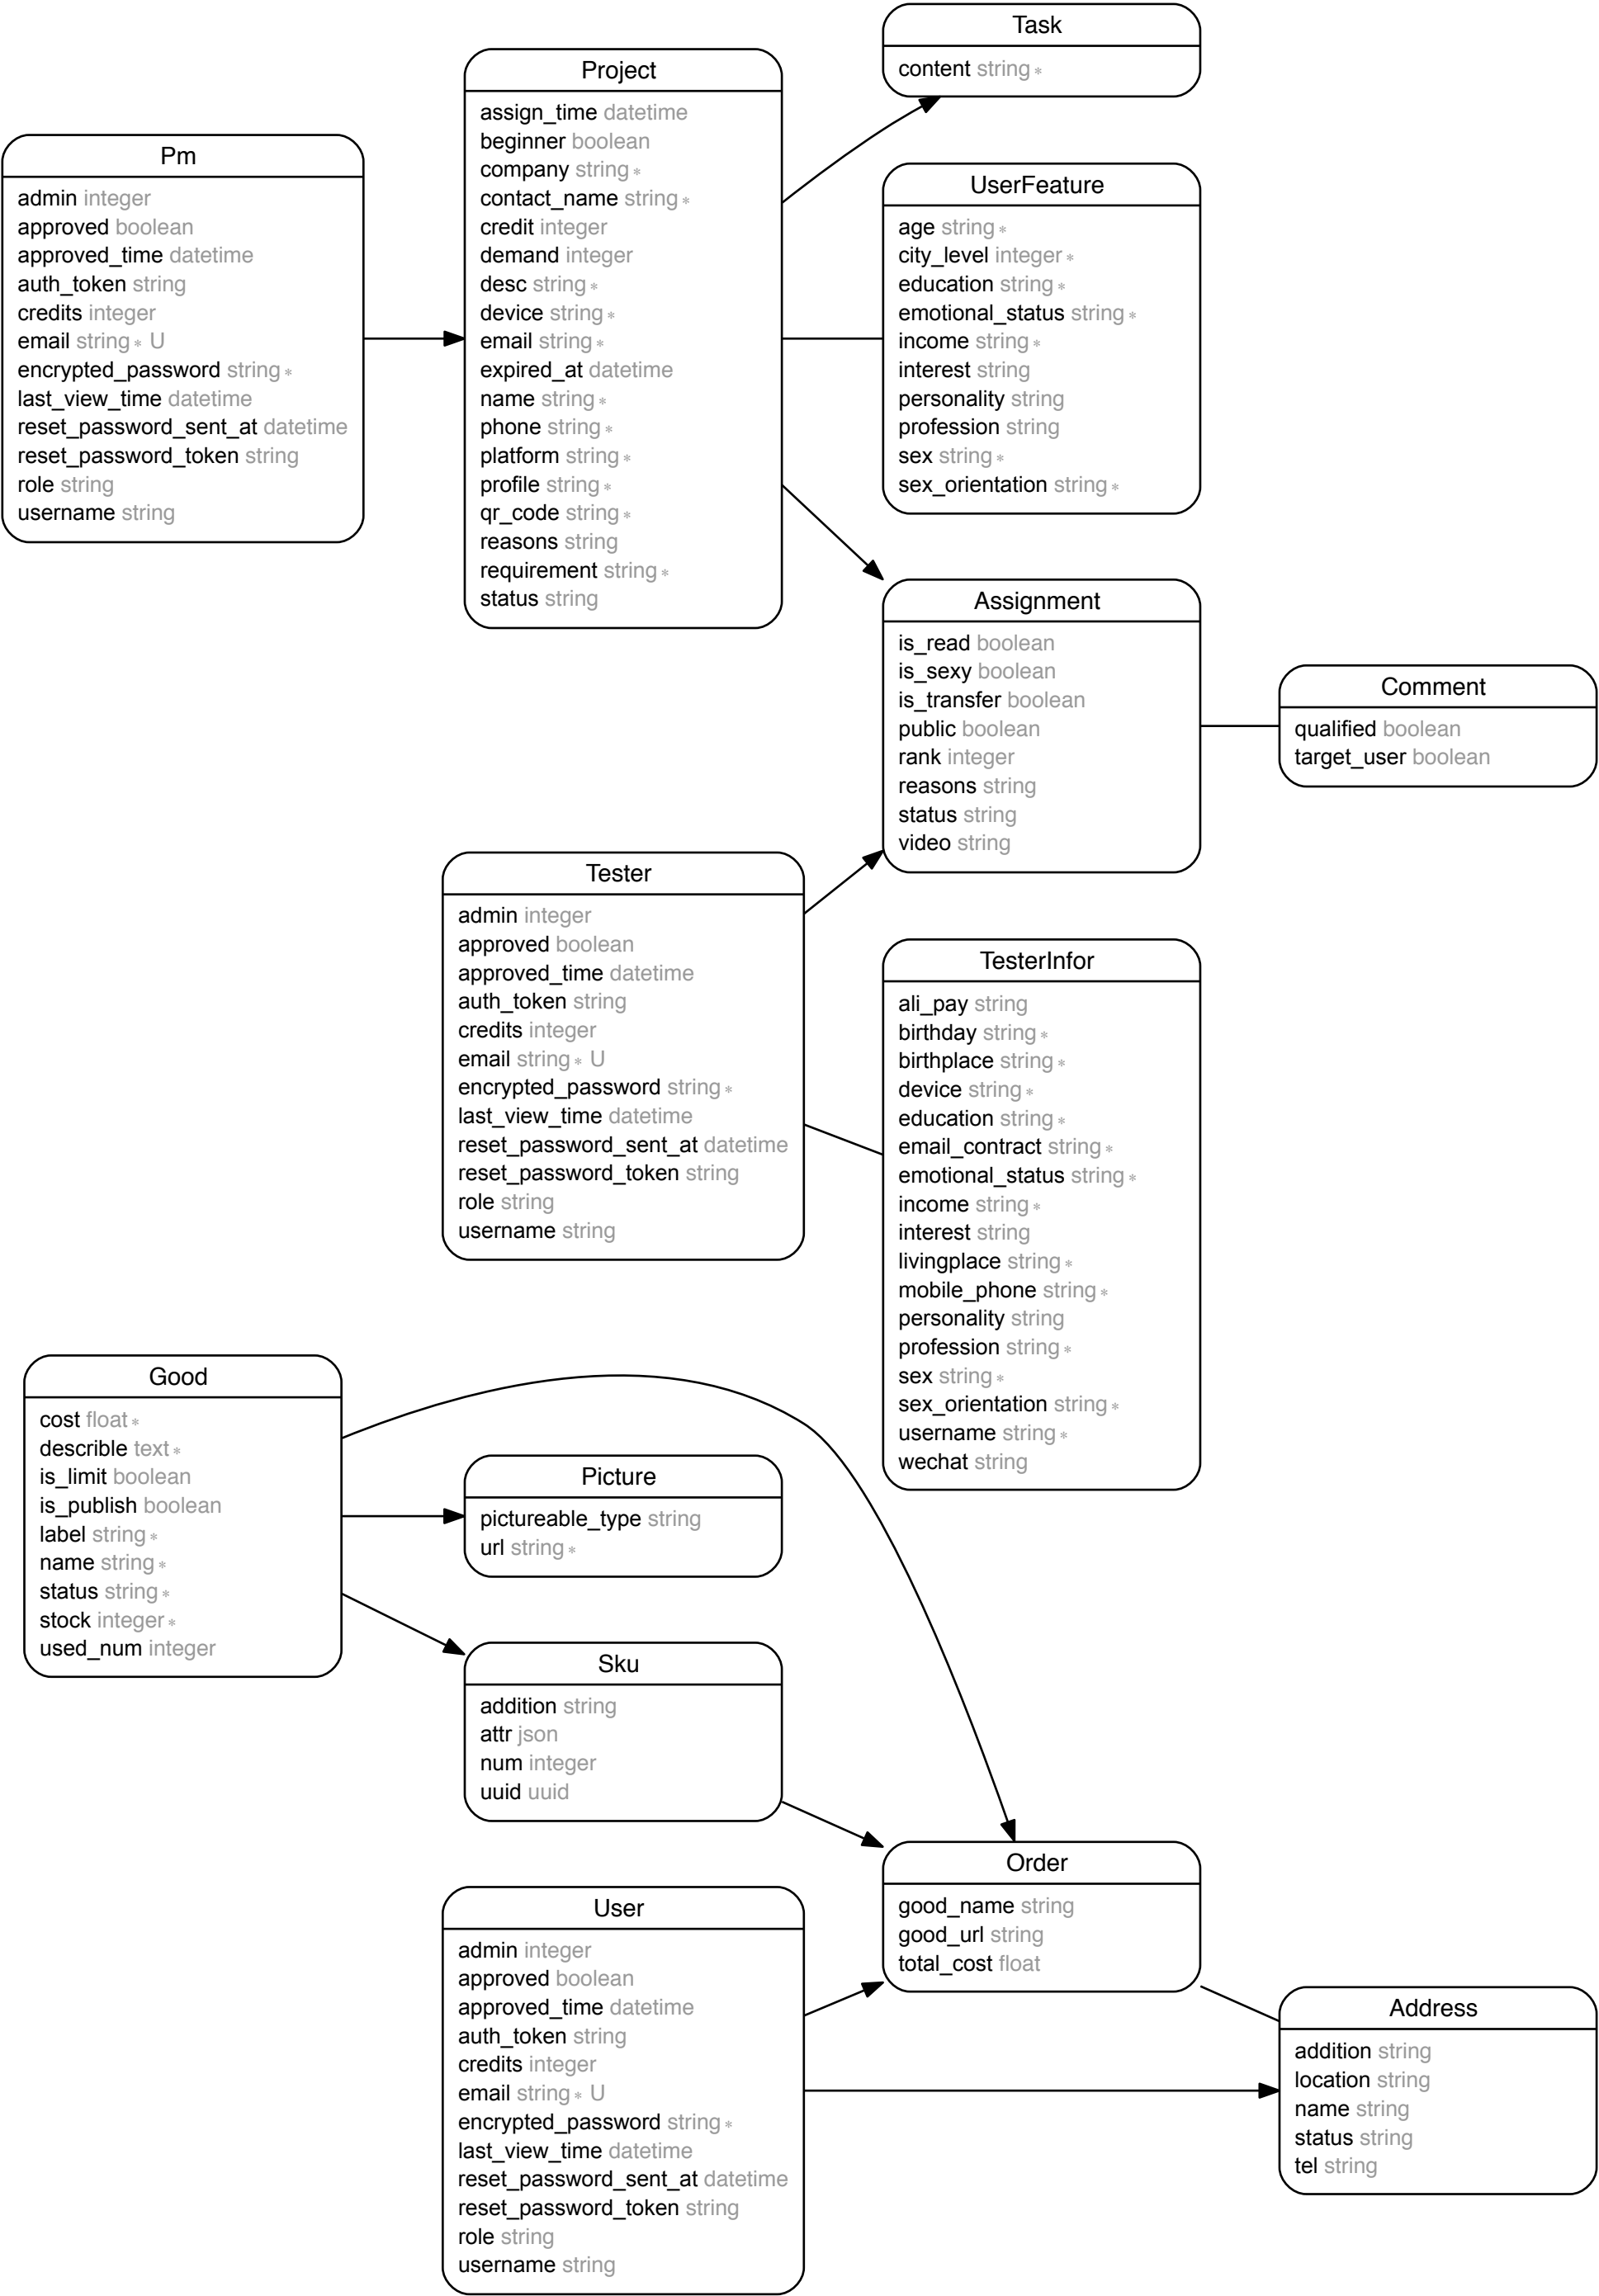 Task
content string *
Project
assign_time datetime
beginner boolean
company string *
contact_name string *
credit integer
demand integer
desc string *
device string *
email string *
expired_at datetime
name string *
phone string *
platform string *
profile string *
qr_code string *
reasons string
requirement string *
status string
Pm
admin integer
approved boolean
approved_time datetime
auth_token string
credits integer
email string * U
encrypted_password string *
last_view_time datetime
reset_password_sent_at datetime
reset_password_token string
role string
username string
UserFeature
age string *
city_level integer *
education string *
emotional_status string *
income string *
interest string
personality string
profession string
sex string *
sex_orientation string *
Assignment
is_read boolean
is_sexy boolean
is_transfer boolean
public boolean
rank integer
reasons string
status string
video string
Comment
qualified boolean
target_user boolean
Tester
admin integer
approved boolean
approved_time datetime
auth_token string
credits integer
email string * U
encrypted_password string *
last_view_time datetime
reset_password_sent_at datetime
reset_password_token string
role string
username string
TesterInfor
ali_pay string
birthday string *
birthplace string *
device string *
education string *
email_contract string *
emotional_status string *
income string *
interest string
livingplace string *
mobile_phone string *
personality string
profession string *
sex string *
sex_orientation string *
username string *
wechat string
Good
cost float *
describle text *
is_limit boolean
is_publish boolean
label string *
name string *
status string *
stock integer *
used_num integer
Picture
pictureable_type string
url string *
Sku
addition string
attr json
num integer
uuid uuid
Order
good_name string
good_url string
total_cost float
User
admin integer
approved boolean
approved_time datetime
auth_token string
credits integer
email string * U
encrypted_password string *
last_view_time datetime
reset_password_sent_at datetime
reset_password_token string
role string
username string
Address
addition string
location string
name string
status string
tel string